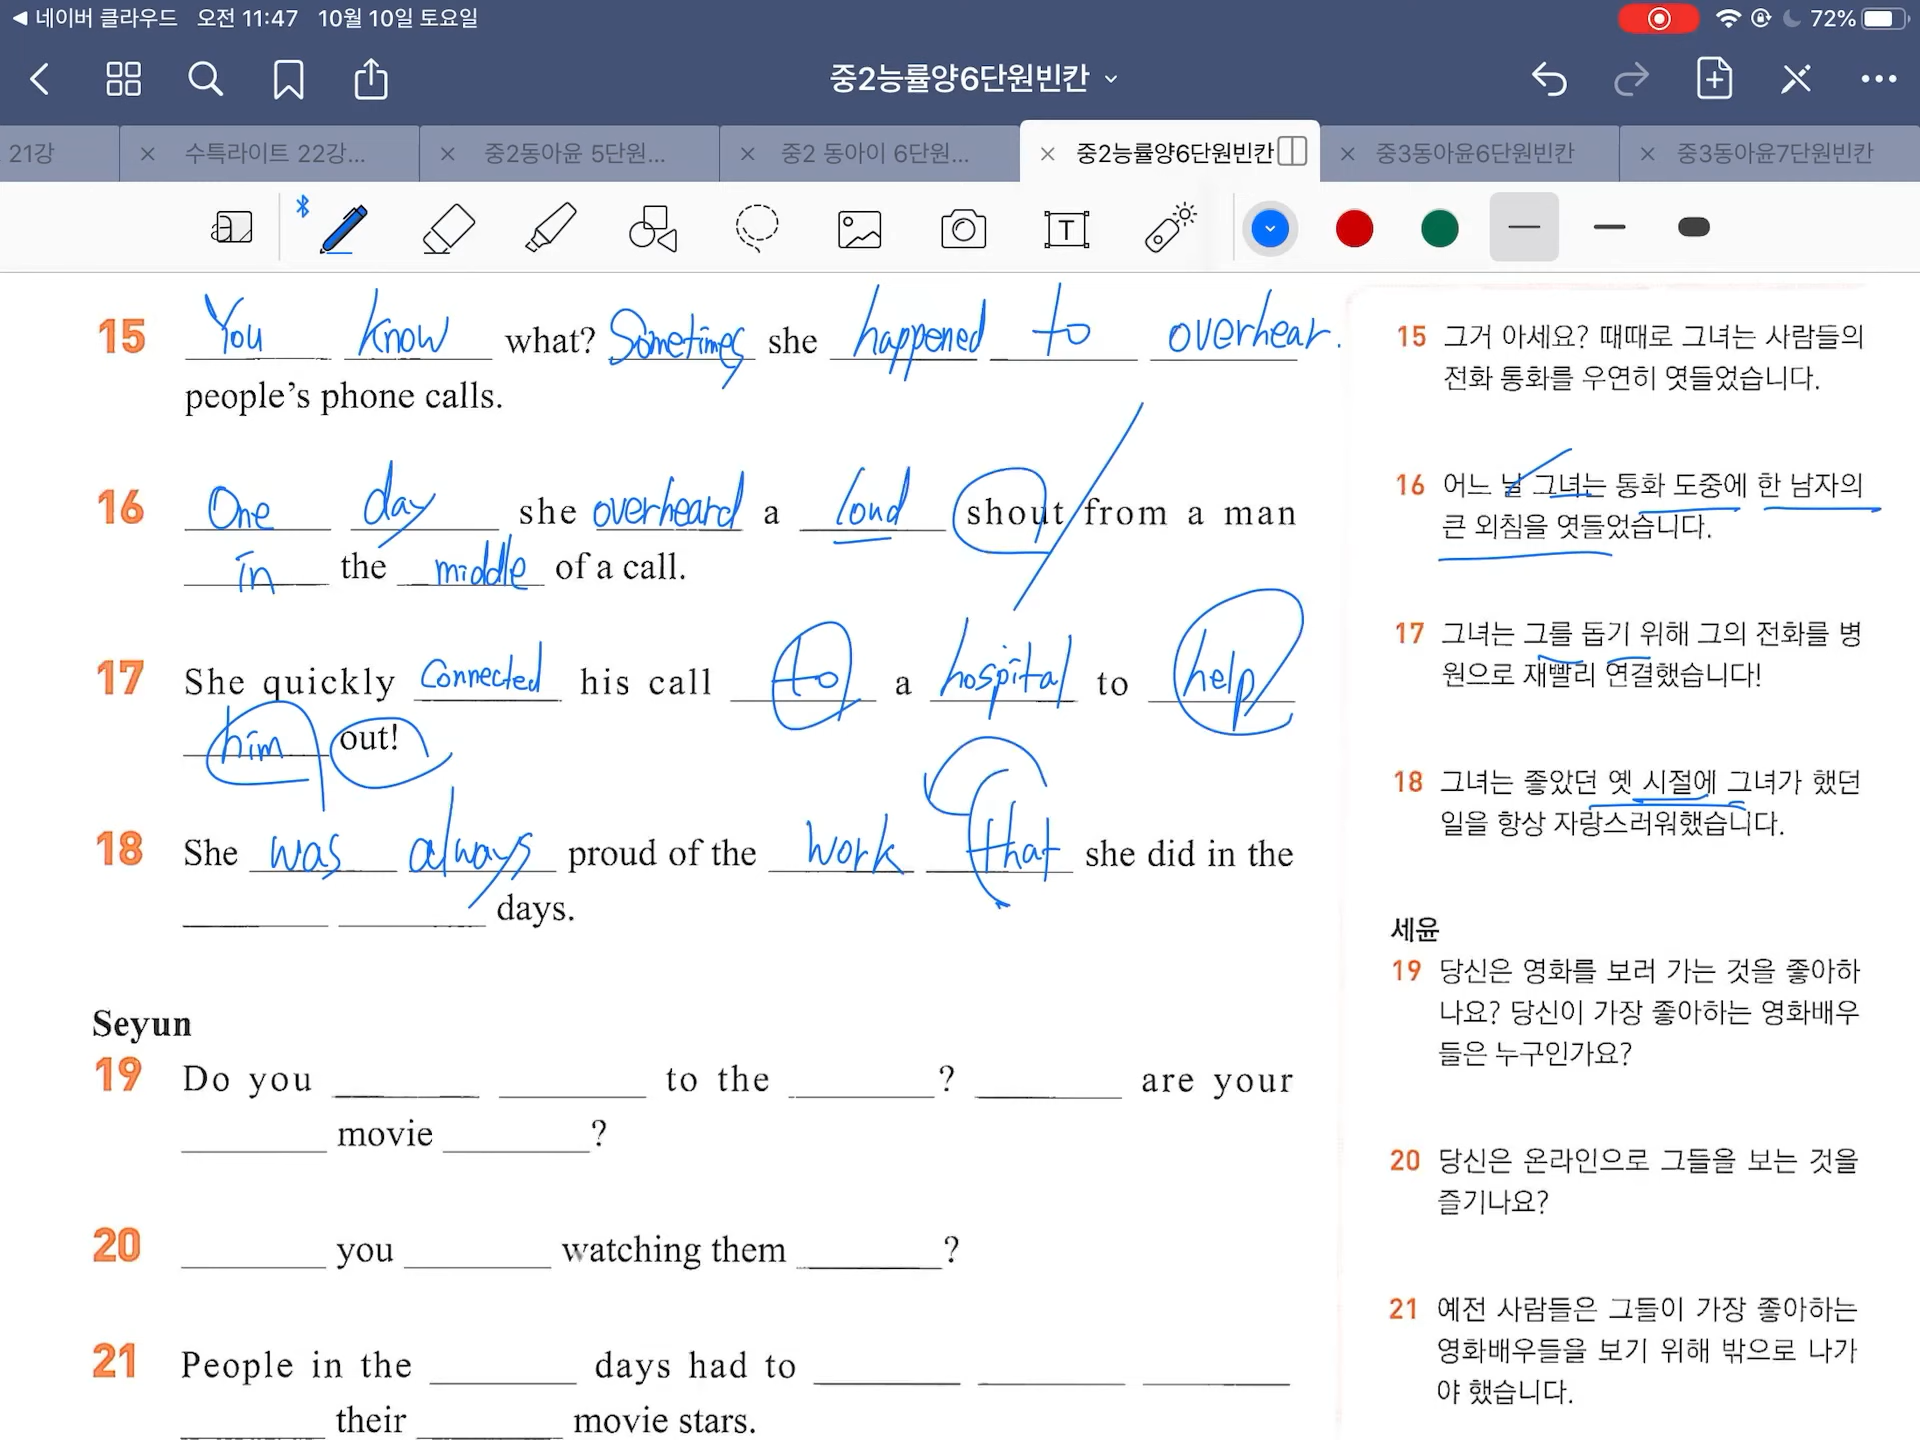 ◀ 네이버 클라우드 오전 11:47 10월 10일 토요일 72%
중2능률양6단원빈칸
21강 수특라이트 22강... 중2동아윤 5단원... 중2 동아이 6단원... 중2능률양6단원빈칸 중3동아윤6단원빈칸 중3동아윤7단원빈칸
15 You know what? Sometimes she happened to overhear.
people's phone calls.
16 One day she overheard a loud shout from a man
in the middle of a call.
17 She quickly connected his call to a hospital to help
him out!
18 She was always proud of the work that she did in the
days.
Seyun
19 Do you to the ? are your
movie ?
20 you watching them ?
21 People in the days had to
their movie stars.
15 그거 아세요? 때때로 그녀는 사람들의
전화 통화를 우연히 엿들었습니다.
16 어느 날 그녀는 통화 도중에 한 남자의
큰 외침을 엿들었습니다.
17 그녀는 그를 돕기 위해 그의 전화를 병
원으로 재빨리 연결했습니다!
18 그녀는 좋았던 옛 시절에 그녀가 했던
일을 항상 자랑스러워했습니다.
세윤
19 당신은 영화를 보러 가는 것을 좋아하
나요? 당신이 가장 좋아하는 영화배우
들은 누구인가요?
20 당신은 온라인으로 그들을 보는 것을
즐기나요?
21 예전 사람들은 그들이 가장 좋아하는
영화배우들을 보기 위해 밖으로 나가
야 했습니다.